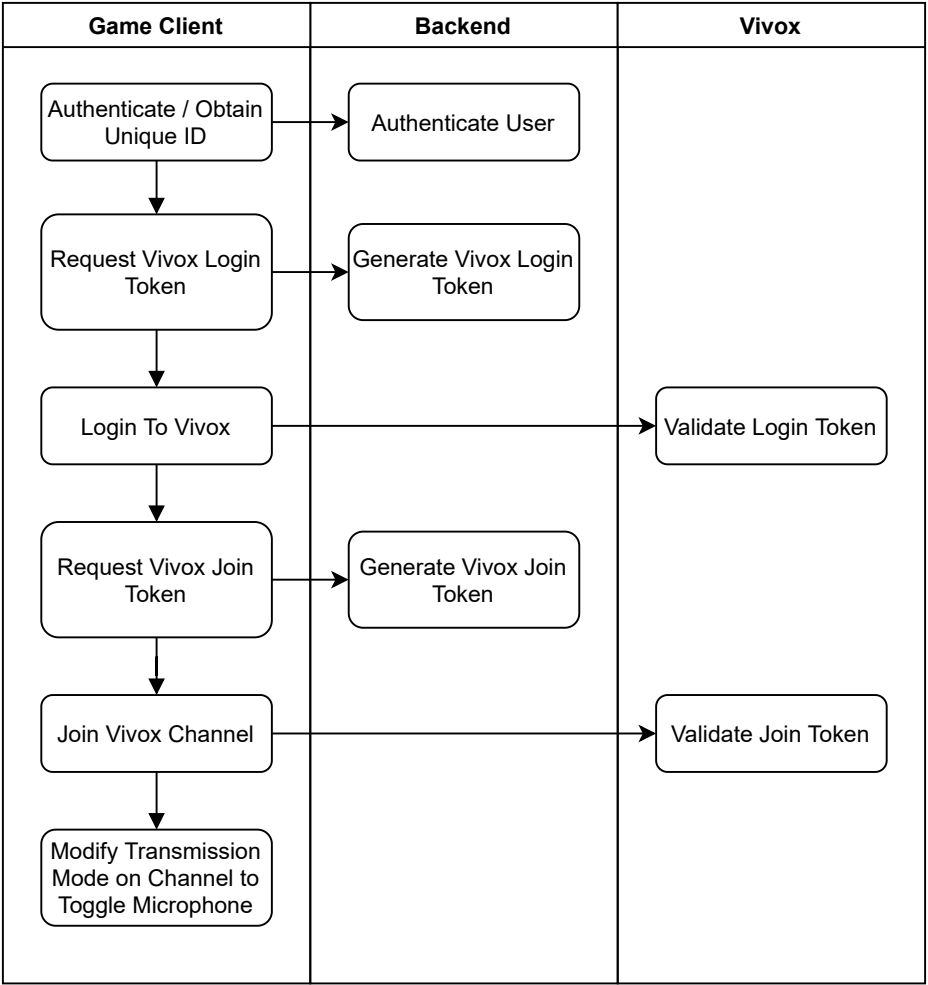 Game Client
Backend
Vivox
Authenticate / Obtain
Unique ID
Authenticate User
Request Vivox Login
Token
Generate Vivox Login
Token
Login To Vivox
Validate Login Token
Request Vivox Join
Token
Generate Vivox Join
Token
Join Vivox Channel
Validate Join Token
Modify Transmission
Mode on Channel to
Toggle Microphone